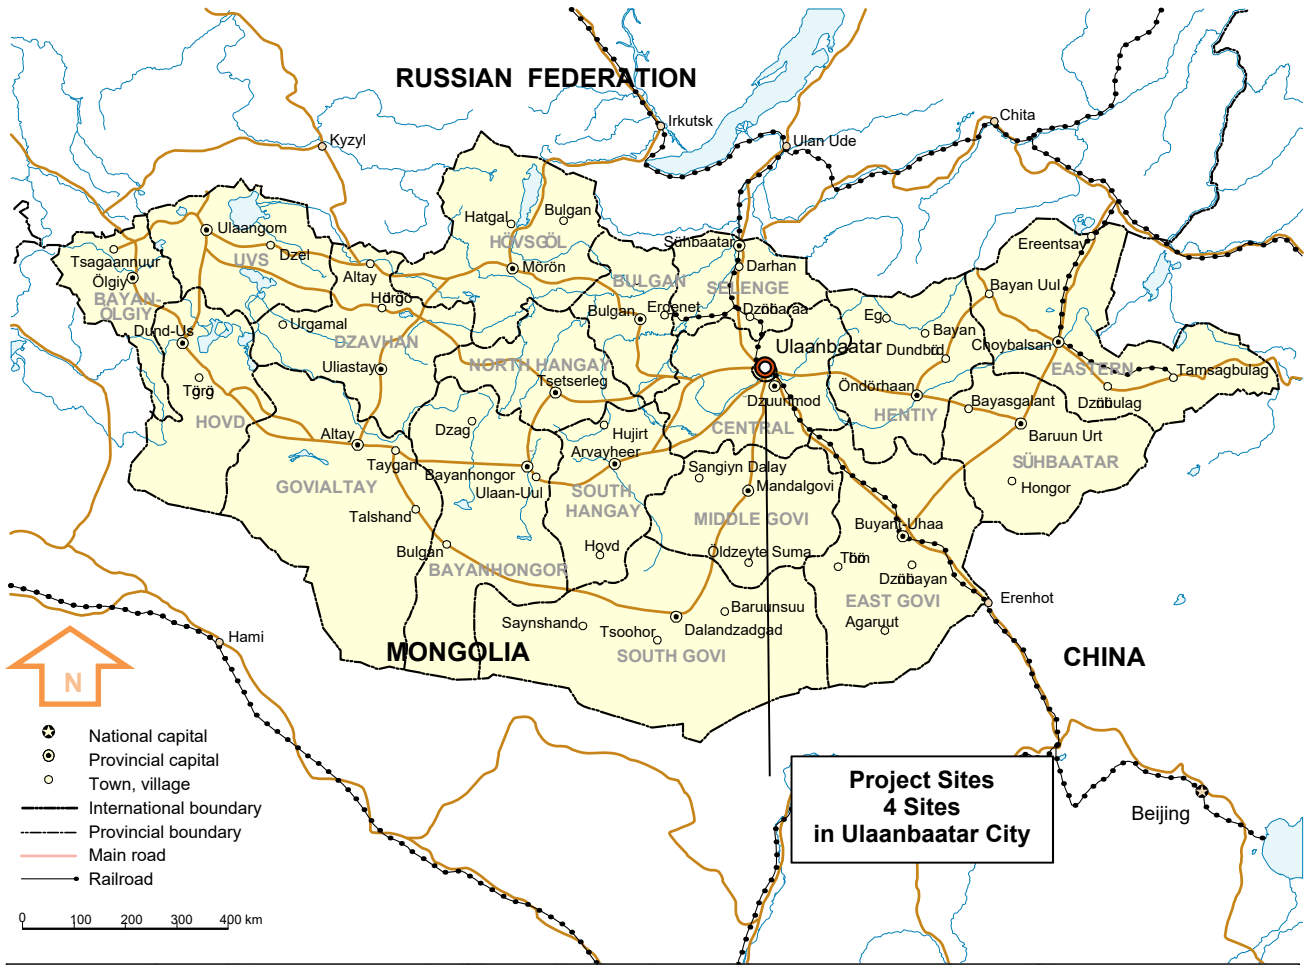 RUSSIAN FEDERATION
Irkutsk
Chita
Ulan Ude
Kyzyl
Hatgal
Bulgan
Ulaangom
HÖVSGÖL
Sühbaatar
Ereentsav
Tsagaannuur
UVS
Dzel
Mörön
Darhan
Ölgiy
Altay
BULGAN
SELENGE
Bayan Uul
BAYAN-
ÖLGIY
Bulgan
Erdenet
Eg
Dund-Us
Urgamal
DZAVHAN
Bayan
Dundbürd
Choybalsan
Ulaanbaatar
Uliastay
NORTH HANGAY
EASTERN
Tamsagbulag
Tsetserleg
Dzuunmod
Öndörhaan
HENTIY
Bayasgalant
HOVD
Dzag
Hujirt
CENTRAL
Altay
Baruun Urt
Taygan
Arvayheer
Bayanhongor
Sangiyn Dalay
SÜHBAATAR
GOVIALTAY
Ulaan-Uul
SOUTH
HANGAY
Mandalgovi
Hongor
Talshand
MIDDLE GOVI
Buyant-Uhaa
Bulgan
Hovd
Öldzeyte Suma
BAYANHONGOR
EAST GOVI
Erenhot
Baruunsuu
Saynshand
Tsoohor
Dalandzadgad
Agaruut
Hami
MONGOLIA
SOUTH GOVI
CHINA
N
National capital
Provincial capital
Town, village
International boundary
Provincial boundary
Main road
Railroad
0 100 200 300 400 km
Project Sites
4 Sites
in Ulaanbaatar City
Beijing